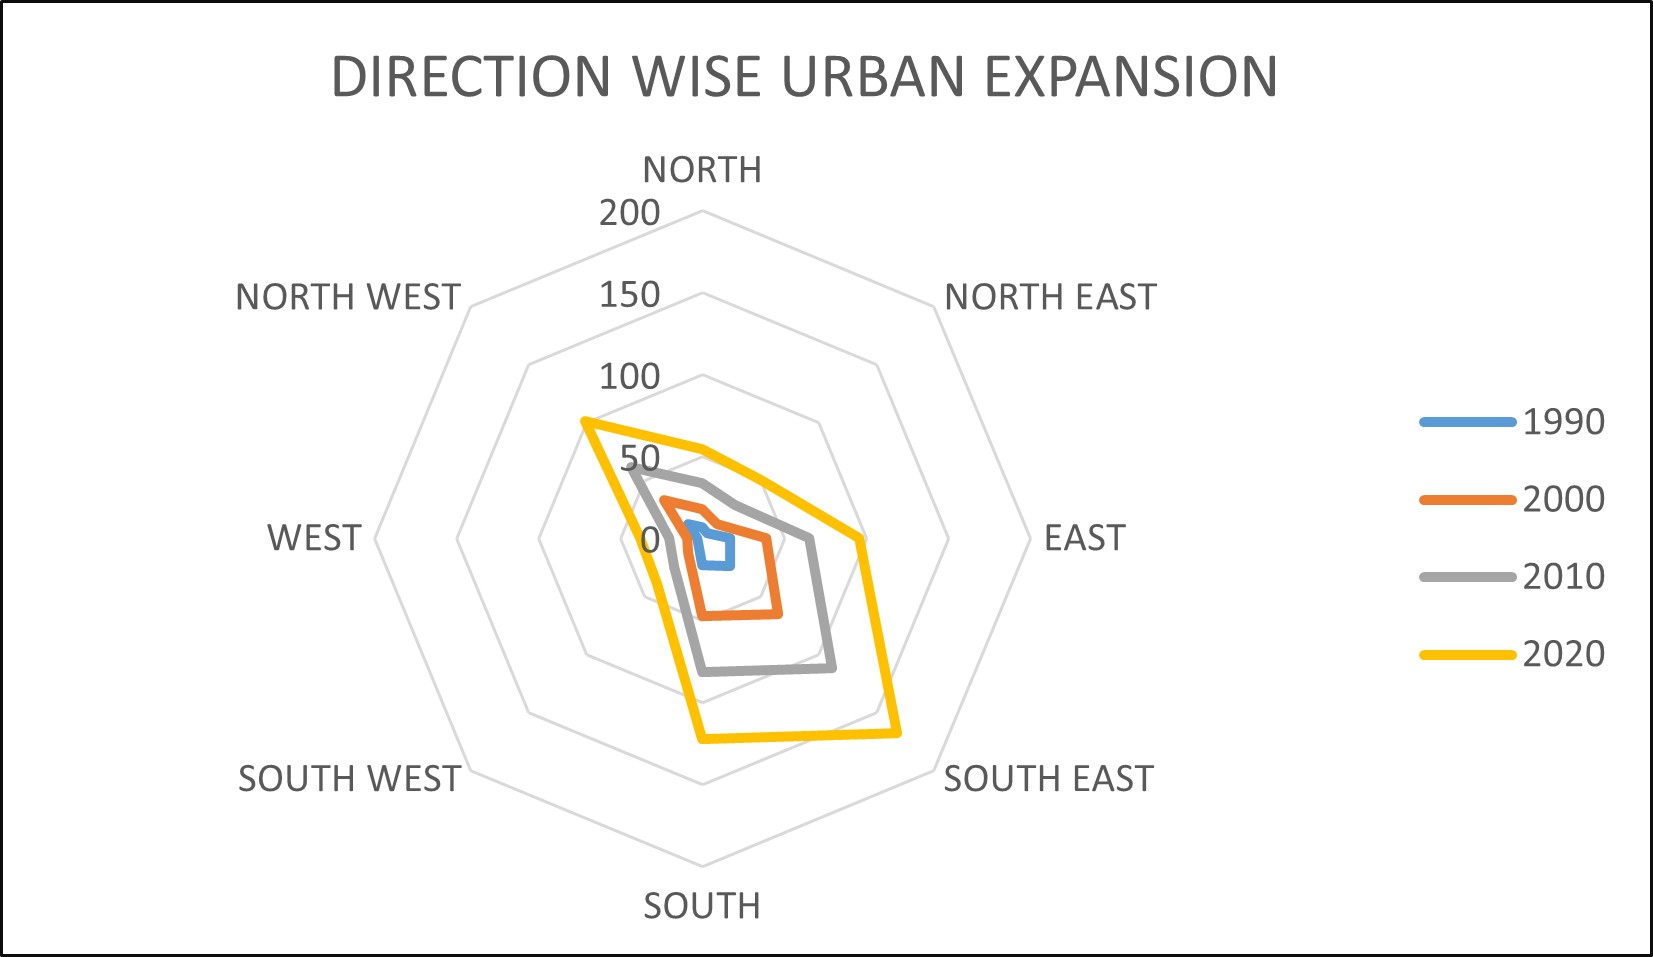 DIRECTION WISE URBAN EXPANSION
NORTH
200
NORTH WEST
150
NORTH EAST
100
50
WEST
0
EAST
SOUTH WEST
SOUTH EAST
SOUTH
1990
2000
2010
2020